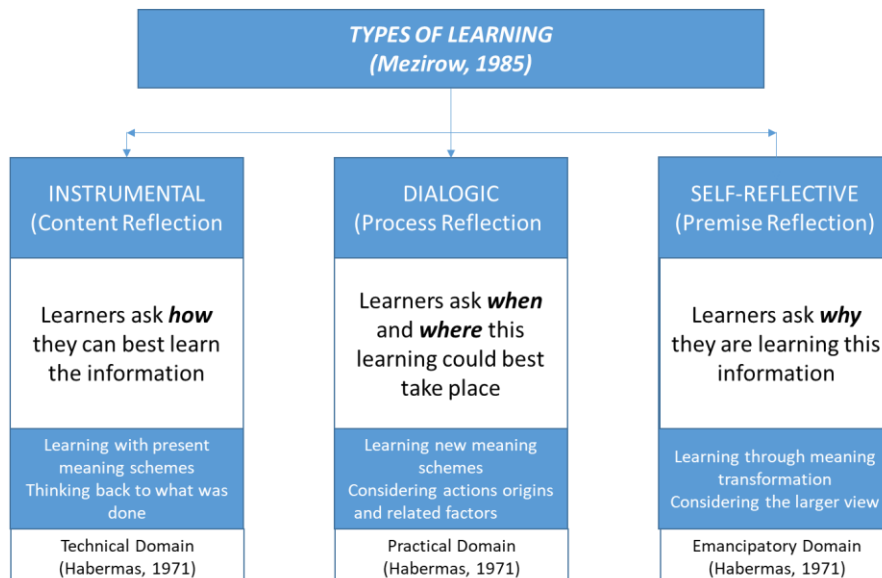 TYPES OF LEARNING
(Mezirow, 1985)
INSTRUMENTAL
(Content Reflection
Learners ask how
they can best learn
the information
Learning with present
meaning schemes
Thinking back to what was
done
Technical Domain
(Habermas, 1971)
DIALOGIC
(Process Reflection
Learners ask when
and where this
learning could best
take place
Learning new meaning
schemes
Considering actions origins
and related factors
Practical Domain
(Habermas, 1971)
SELF-REFLECTIVE
(Premise Reflection)
Learners ask why
they are learning this
information
Learning through meaning
transformation
Considering the larger view
Emancipatory Domain
(Habermas, 1971)